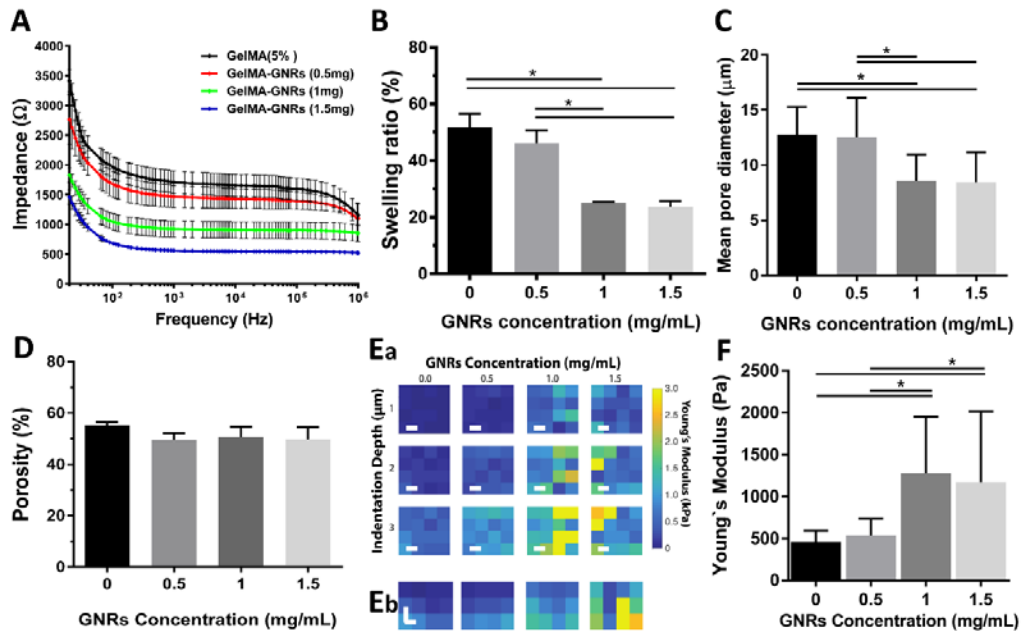 A
4000
3500
3000
2500
2000
1500
1000
500
0
Impedance (Ω)
GelMA(5% )
GelMA-GNRs (0.5mg)
GelMA-GNRs (1mg)
GelMA-GNRs (1.5mg)
10² 10³ 10⁴ 10⁶ 10⁶
Frequency (Hz)
B
80
60
40
20
0
Swelling ratio (%)
*
*
0 0.5 1 1.5
GNRs concentration (mg/mL)
C
20
15
10
5
0
Mean pore diameter (μm)
*
*
0 0.5 1 1.5
GNRs concentration (mg/mL)
D
80
60
40
20
0
Porosity (%)
0 0.5 1 1.5
GNRs Concentration (mg/mL)
Ea
GNRs Concentration (mg/mL)
0.0 0.5 1.0 1.5
Indentation Depth (μm)
1
2
3
3.0
2.5
2.0
1.5
1.0
0.5
0
Young's Modulus (kPa)
Eb
F
2500
2000
1500
1000
500
0
Young`s Modulus (Pa)
*
*
0 0.5 1 1.5
GNRs Concentration (mg/mL)